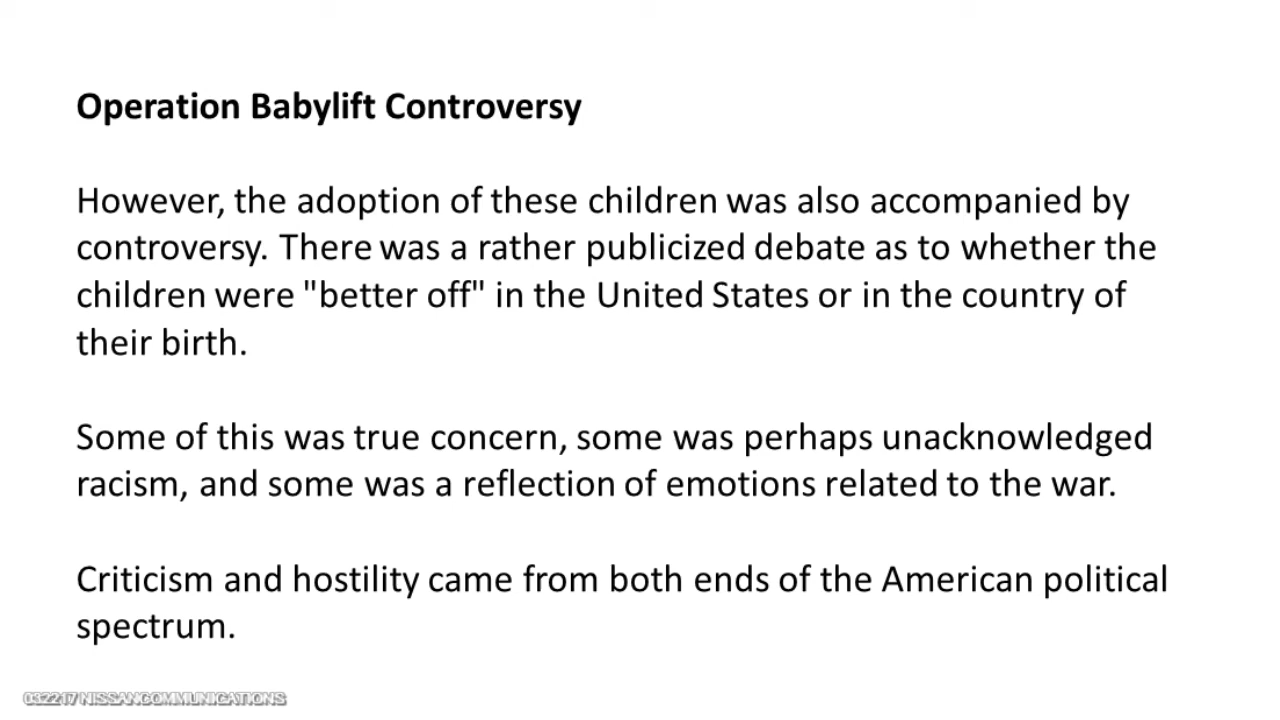 Operation Babylift Controversy
However, the adoption of these children was also accompanied by
controversy. There was a rather publicized debate as to whether the
children were "better off" in the United States or in the country of
their birth.
Some of this was true concern, some was perhaps unacknowledged
racism, and some was a reflection of emotions related to the war.
Criticism and hostility came from both ends of the American political
spectrum.
032217 NISSANCOMMUNICATIONS